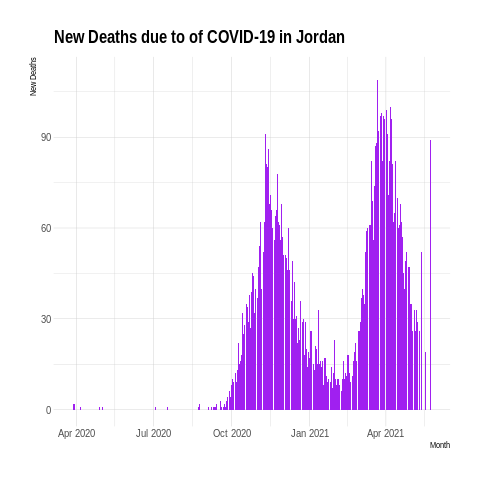 New Deaths due to of COVID-19 in Jordan
New Deaths
90
60
30
0
Apr 2020 Jul 2020 Oct 2020 Jan 2021 Apr 2021
Month